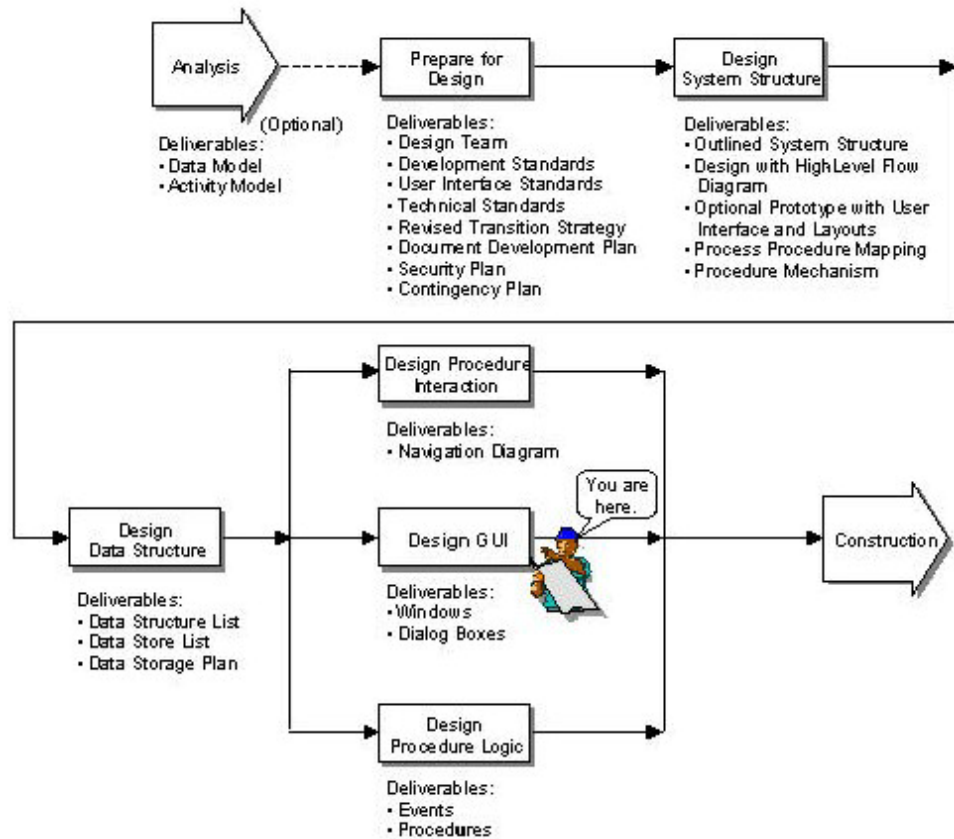 Analysis
(Optional)
Deliverables:
• Data Model
• Activity Model
Prepare for
Design
Deliverables:
• Design Team
• Development Standards
• User Interface Standards
• Technical Standards
• Revised Transition Strategy
• Document Development Plan
• Security Plan
• Contingency Plan
Design
System Structure
Deliverables:
• Outlined System Structure
• Design with High-Level Flow
Diagram
• Optional Prototype with User
Interface and Layouts
• Process Procedure Mapping
• Procedure Mechanism
Design
Data Structure
Deliverables:
• Data Structure List
• Data Store List
• Data Storage Plan
Design Procedure
Interaction
Deliverables:
• Navigation Diagram
You are
here.
Design GUI
Deliverables:
• Windows
• Dialog Boxes
Design
Procedure Logic
Deliverables:
• Events
• Procedures
Construction